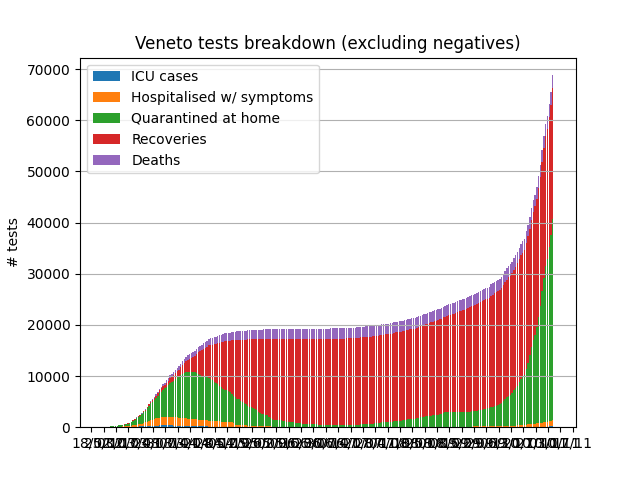 Veneto tests breakdown (excluding negatives)
ICU cases
Hospitalised w/ symptoms
Quarantined at home
Recoveries
Deaths
# tests
70000
60000
50000
40000
30000
20000
10000
0